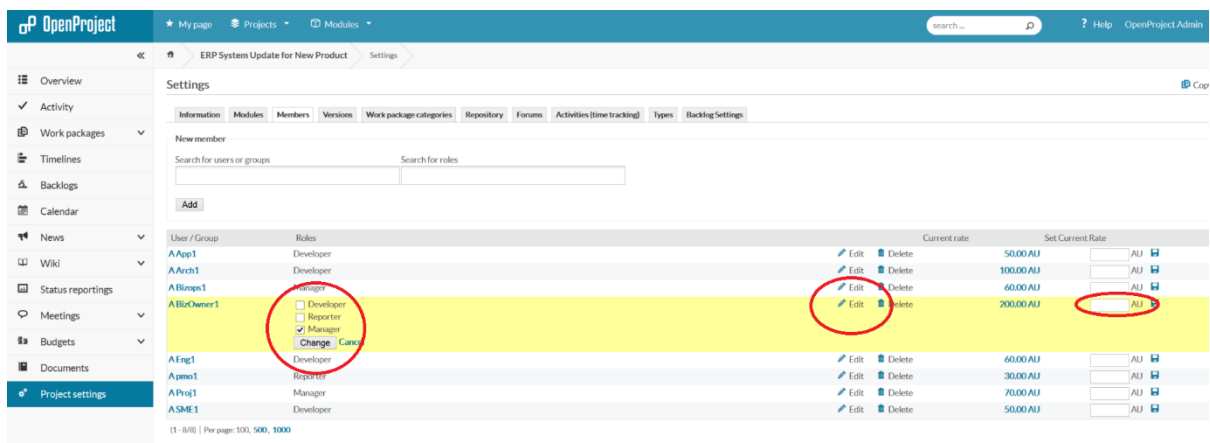 OpenProject
My page Projects Modules search ... Help OpenProject Admin
ERP System Update for New Product Settings
Overview
Activity
Work packages
Timelines
Backlogs
Calendar
News
Wiki
Status reportings
Meetings
Budgets
Documents
Project settings
Settings Copy
Information Modules Members Versions Work package categories Repository Forums Activities (time tracking) Types Backlog Settings
New member
Search for users or groups Search for roles
Add
User / Group Roles Current rate Set Current Rate
A App1 Developer Edit Delete 50.00 AU AU
A Arch1 Developer Edit Delete 100.00 AU AU
A Bizops1 Manager Edit Delete 60.00 AU AU
A BizOwner1 Developer Edit Delete 200.00 AU AU
Reporter
Manager
Change Cancel
A Eng1 Developer Edit Delete 60.00 AU AU
A pmo1 Reporter Edit Delete 30.00 AU AU
A Proj1 Manager Edit Delete 70.00 AU AU
A SME1 Developer Edit Delete 50.00 AU AU
(1 - 8/8) | Per page: 100, 500, 1000